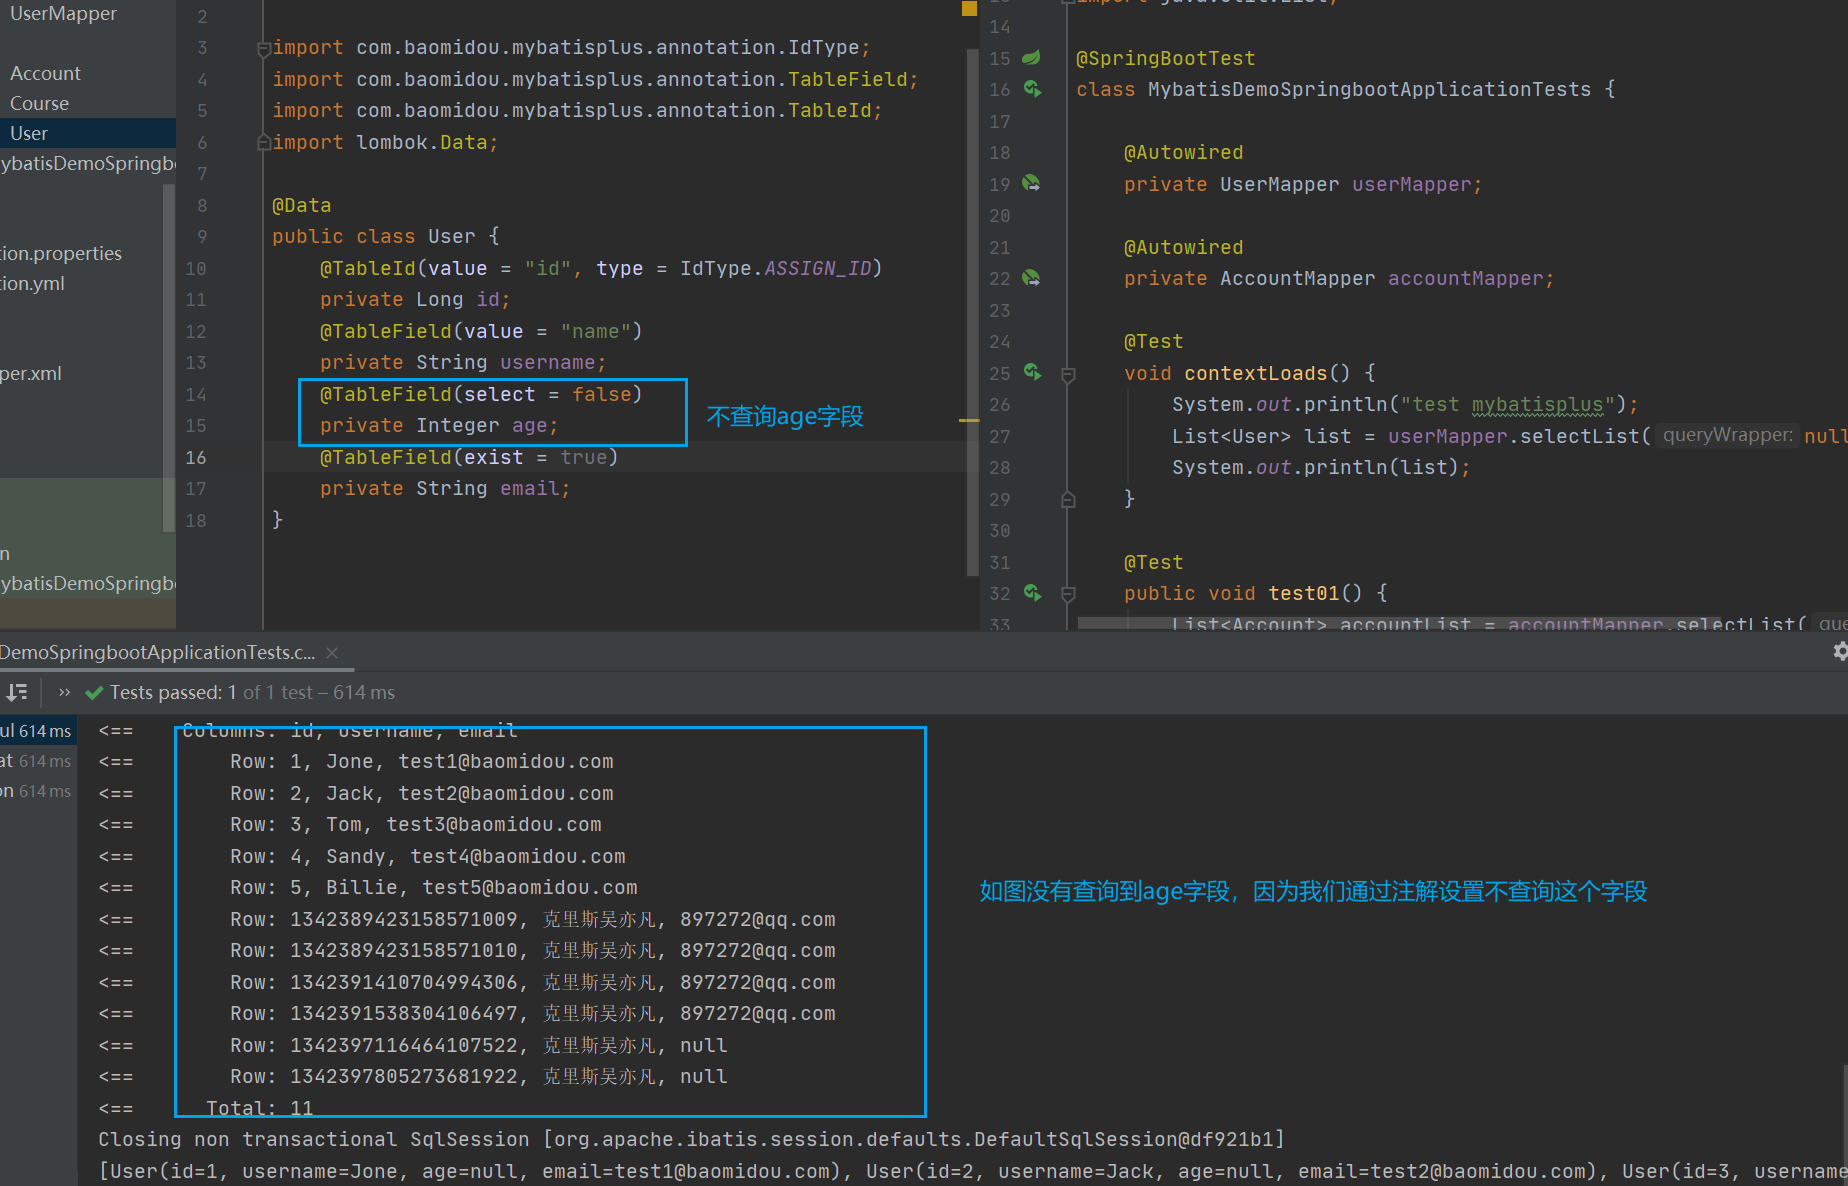 UserMapper
Account
Course
User
ybatisDemoSpringb
tion.properties
tion.yml
per.xml
n
ybatisDemoSpringb
2
3 import com.baomidou.mybatisplus.annotation.IdType;
4 import com.baomidou.mybatisplus.annotation.TableField;
5 import com.baomidou.mybatisplus.annotation.TableId;
6 import lombok.Data;
7
8 @Data
9 public class User {
10 @TableId(value = "id", type = IdType.ASSIGN_ID)
11 private Long id;
12 @TableField(value = "name")
13 private String username;
14 @TableField(select = false)
15 private Integer age;
不查询age字段
16 @TableField(exist = true)
17 private String email;
18 }
14
15 @SpringBootTest
16 class MybatisDemoSpringbootApplicationTests {
17
18 @Autowired
19 private UserMapper userMapper;
20
21 @Autowired
22 private AccountMapper accountMapper;
23
24 @Test
25 void contextLoads() {
26 System.out.println("test mybatisplus");
27 List<User> list = userMapper.selectList( queryWrapper: null
28 System.out.println(list);
29 }
30
31 @Test
32 public void test01() {
33 List<Account> accountList = accountMapper.selectList( que
DemoSpringbootApplicationTests.c... ×
» Tests passed: 1 of 1 test – 614 ms
ul 614 ms
at 614 ms
on 614 ms
<== Columns: id, username, email
<== Row: 1, Jone, test1@baomidou.com
<== Row: 2, Jack, test2@baomidou.com
<== Row: 3, Tom, test3@baomidou.com
<== Row: 4, Sandy, test4@baomidou.com
<== Row: 5, Billie, test5@baomidou.com
<== Row: 1342389423158571009, 克里斯吴亦凡, 897272@qq.com
<== Row: 1342389423158571010, 克里斯吴亦凡, 897272@qq.com
<== Row: 1342391410704994306, 克里斯吴亦凡, 897272@qq.com
<== Row: 1342391538304106497, 克里斯吴亦凡, 897272@qq.com
<== Row: 1342397116464107522, 克里斯吴亦凡, null
<== Row: 1342397805273681922, 克里斯吴亦凡, null
<== Total: 11
如图没有查询到age字段，因为我们通过注解设置不查询这个字段
Closing non transactional SqlSession [org.apache.ibatis.session.defaults.DefaultSqlSession@df921b1]
[User(id=1, username=Jone, age=null, email=test1@baomidou.com), User(id=2, username=Jack, age=null, email=test2@baomidou.com), User(id=3, username